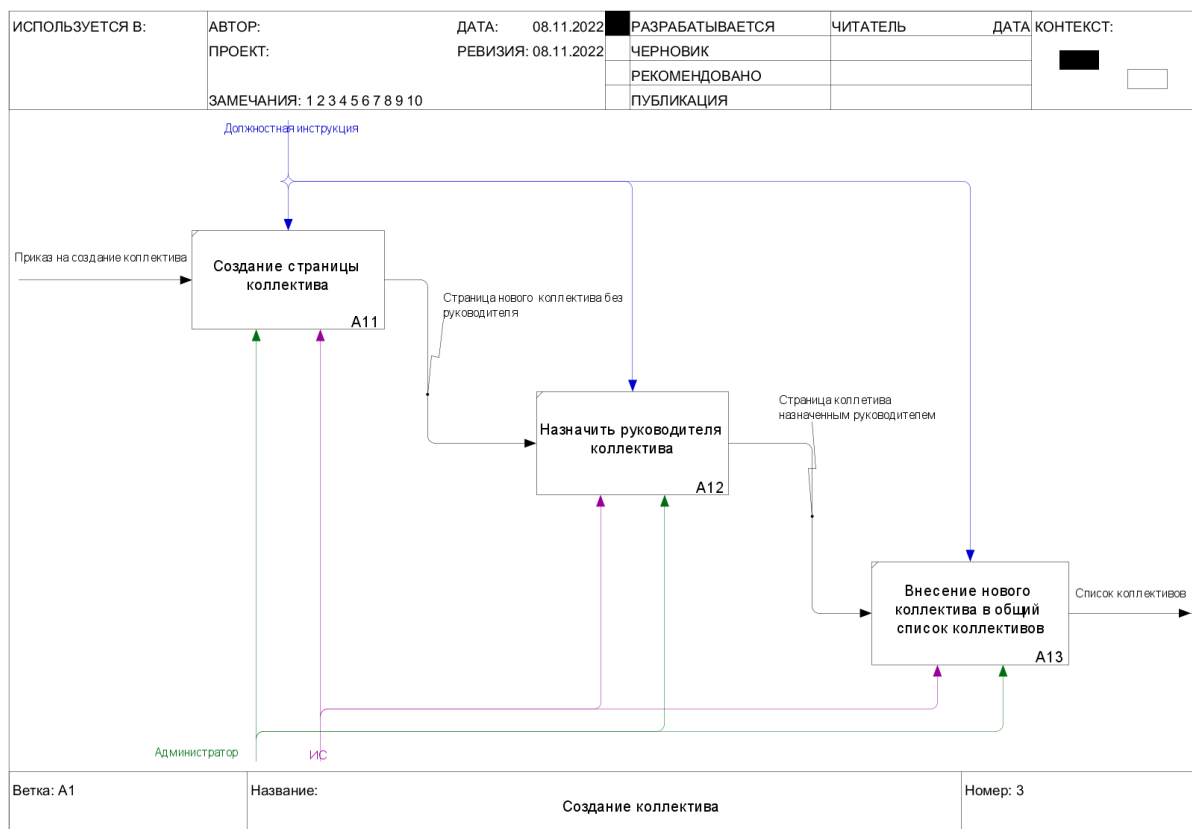 ИСПОЛЬЗУЕТСЯ В:
АВТОР:
ДАТА: 08.11.2022
РАЗРАБАТЫВАЕТСЯ
ЧИТАТЕЛЬ
ДАТА
КОНТЕКСТ:
ПРОЕКТ:
РЕВИЗИЯ: 08.11.2022
ЧЕРНОВИК
РЕКОМЕНДОВАНО
ЗАМЕЧАНИЯ: 1 2 3 4 5 6 7 8 9 10
ПУБЛИКАЦИЯ
Должностная инструкция
Приказ на создание коллектива
Создание страницы
коллектива
A11
Страница нового коллектива без
руководителя
Назначить руководителя
коллектива
A12
Страница коллетива
назначенным руководителем
Внесение нового
коллектива в общий
список коллективов
A13
Список коллективов
Администратор
ИС
Ветка: A1
Название:
Создание коллектива
Номер: 3